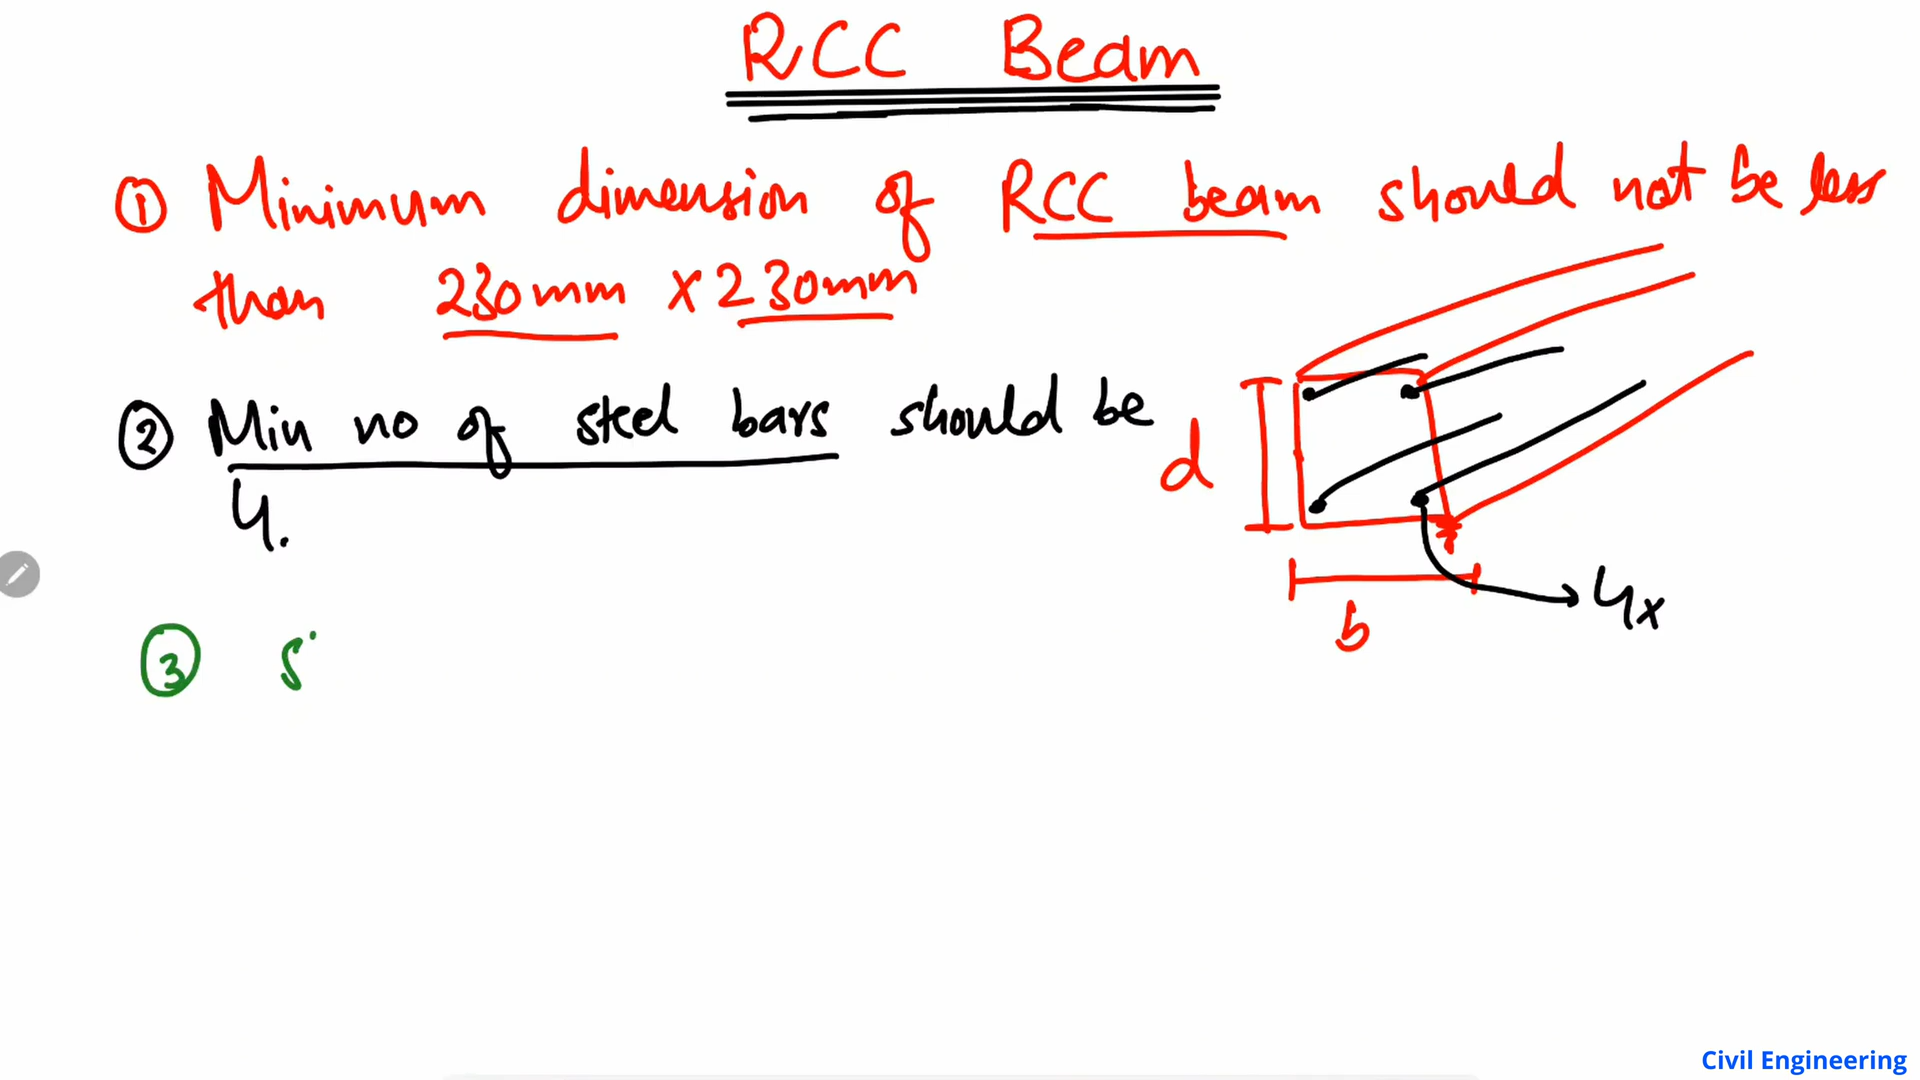 RCC Beam
① Minimum dimension of RCC beam should not be less
than 230mm x 230mm
② Min no of steel bars should be
4.
d
b
4x
③ S
Civil Engineering